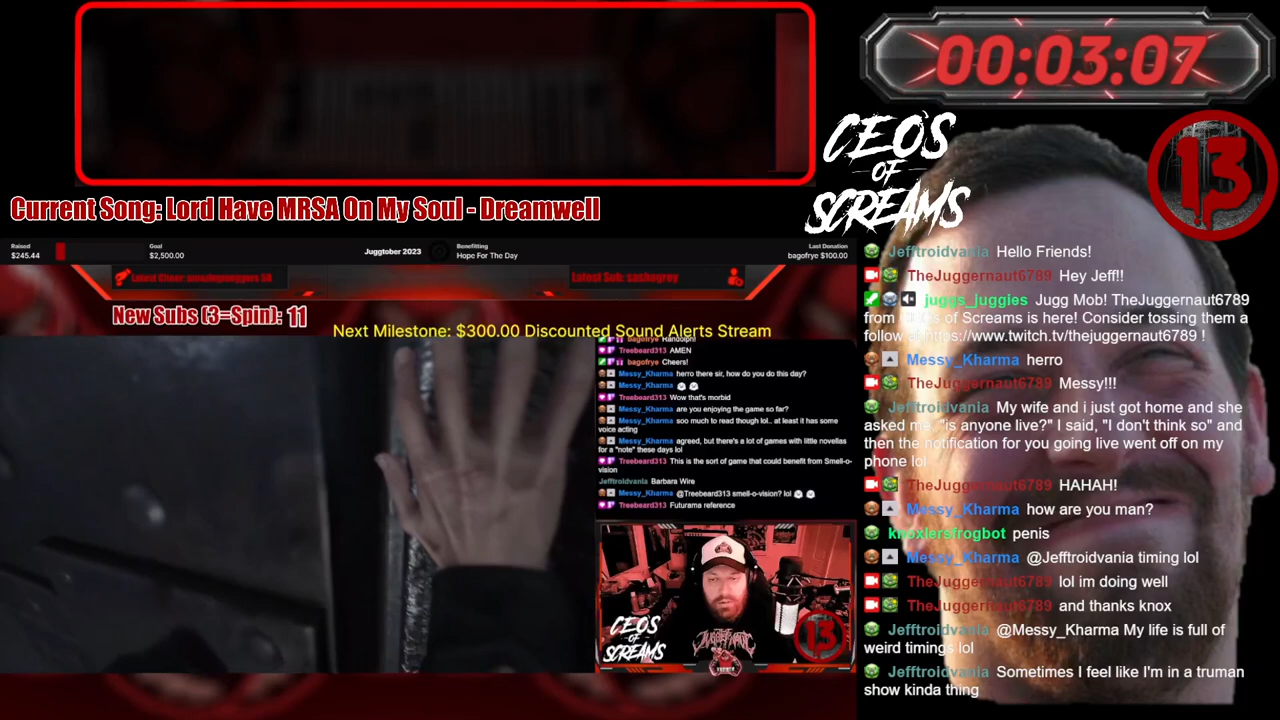 00:03:07
CEO'S
OF
SCREAMS
13
Current Song: Lord Have MRSA On My Soul - Dreamwell
Raised
$245.44
Goal
$2,500.00
Juggtober 2023
Benefitting
Hope For The Day
Last Donation
bagofrye $100.00
Latest Sub: sashagrey
New Subs (3=Spin): 11
Next Milestone: $300.00 Discounted Sound Alerts Stream
bagofrye Randolph!
Treebeard313 AMEN
bagofrye Cheers!
Messy_Kharma herro there sir, how do you do this day?
Messy_Kharma
Treebeard313 Wow that's morbid
Messy_Kharma are you enjoying the game so far?
Messy_Kharma soo much to read though lol.. at least it has some
voice acting
Messy_Kharma agreed, but there's a lot of games with little novellas
for a "note" these days lol
Treebeard313 This is the sort of game that could benefit from Smell-o-
vision
Jefftroidvania Barbara Wire
Messy_Kharma @Treebeard313 smell-o-vision? lol
Treebeard313 Futurama reference
CEO'S
OF
SCREAMS
13
Jefftroidvania Hello Friends!
TheJuggernaut6789 Hey Jeff!!
juggs_juggies Jugg Mob! TheJuggernaut6789
from of Screams is here! Consider tossing them a
follow https://www.twitch.tv/thejuggernaut6789 !
Messy_Kharma herro
TheJuggernaut6789 Messy!!!
Jefftroidvania My wife and i just got home and she
asked me, "is anyone live?" I said, "I don't think so" and
then the notification for you going live went off on my
phone lol
TheJuggernaut6789 HAHAH!
Messy_Kharma how are you man?
knoxlersfrogbot penis
Messy_Kharma @Jefftroidvania timing lol
TheJuggernaut6789 lol im doing well
TheJuggernaut6789 and thanks knox
Jefftroidvania @Messy_Kharma My life is full of
weird timings lol
Jefftroidvania Sometimes I feel like I'm in a truman
show kinda thing